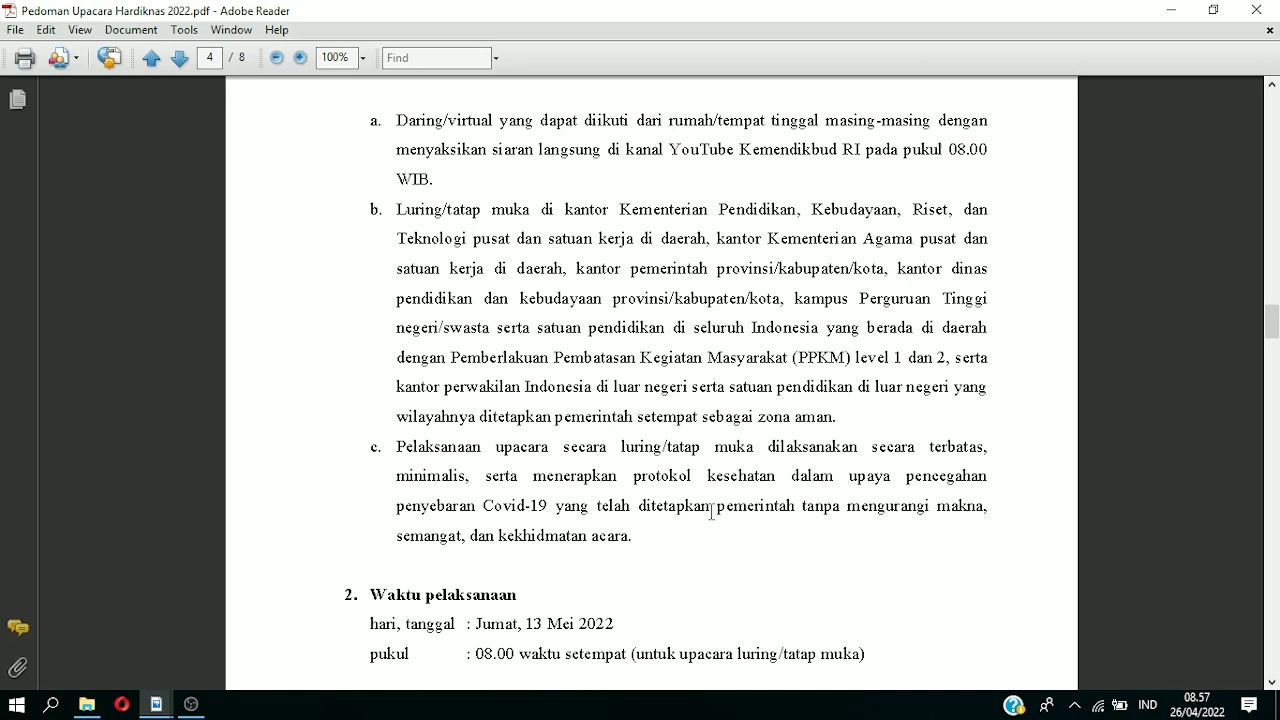 Pedoman Upacara Hardiknas 2022.pdf - Adobe Reader
File Edit View Document Tools Window Help
4 / 8 100% Find
a. Daring/virtual yang dapat diikuti dari rumah/tempat tinggal masing-masing dengan
menyaksikan siaran langsung di kanal YouTube Kemendikbud RI pada pukul 08.00
WIB.
b. Luring/tatap muka di kantor Kementerian Pendidikan, Kebudayaan, Riset, dan
Teknologi pusat dan satuan kerja di daerah, kantor Kementerian Agama pusat dan
satuan kerja di daerah, kantor pemerintah provinsi/kabupaten/kota, kantor dinas
pendidikan dan kebudayaan provinsi/kabupaten/kota, kampus Perguruan Tinggi
negeri/swasta serta satuan pendidikan di seluruh Indonesia yang berada di daerah
dengan Pemberlakuan Pembatasan Kegiatan Masyarakat (PPKM) level 1 dan 2, serta
kantor perwakilan Indonesia di luar negeri serta satuan pendidikan di luar negeri yang
wilayahnya ditetapkan pemerintah setempat sebagai zona aman.
c. Pelaksanaan upacara secara luring/tatap muka dilaksanakan secara terbatas,
minimalis, serta menerapkan protokol kesehatan dalam upaya pencegahan
penyebaran Covid-19 yang telah ditetapkan pemerintah tanpa mengurangi makna,
semangat, dan kekhidmatan acara.
2. Waktu pelaksanaan
hari, tanggal : Jumat, 13 Mei 2022
pukul : 08.00 waktu setempat (untuk upacara luring/tatap muka)
IND
08.57
26/04/2022